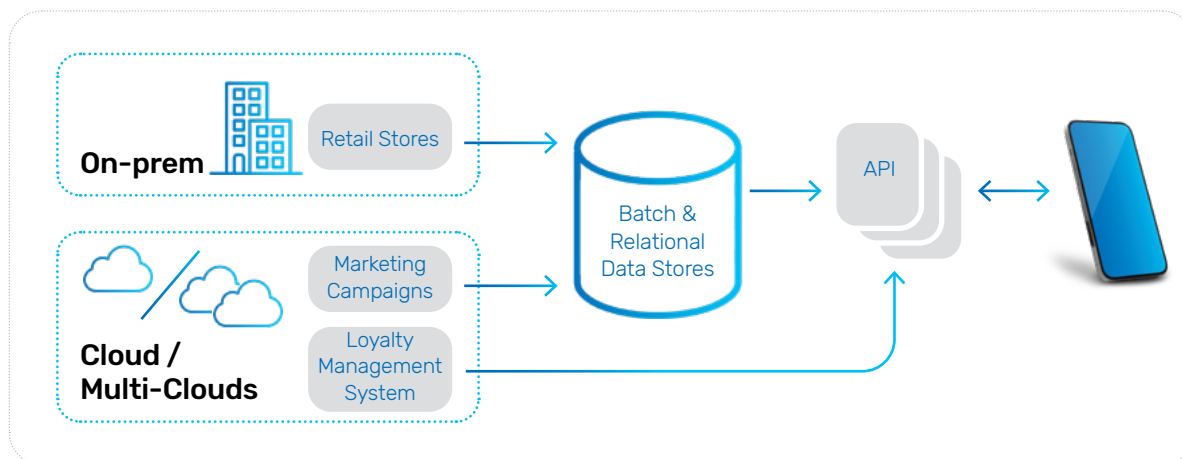 On-prem
Retail Stores
Cloud /
Multi-Clouds
Marketing
Campaigns
Loyalty
Management
System
Batch &
Relational
Data Stores
API